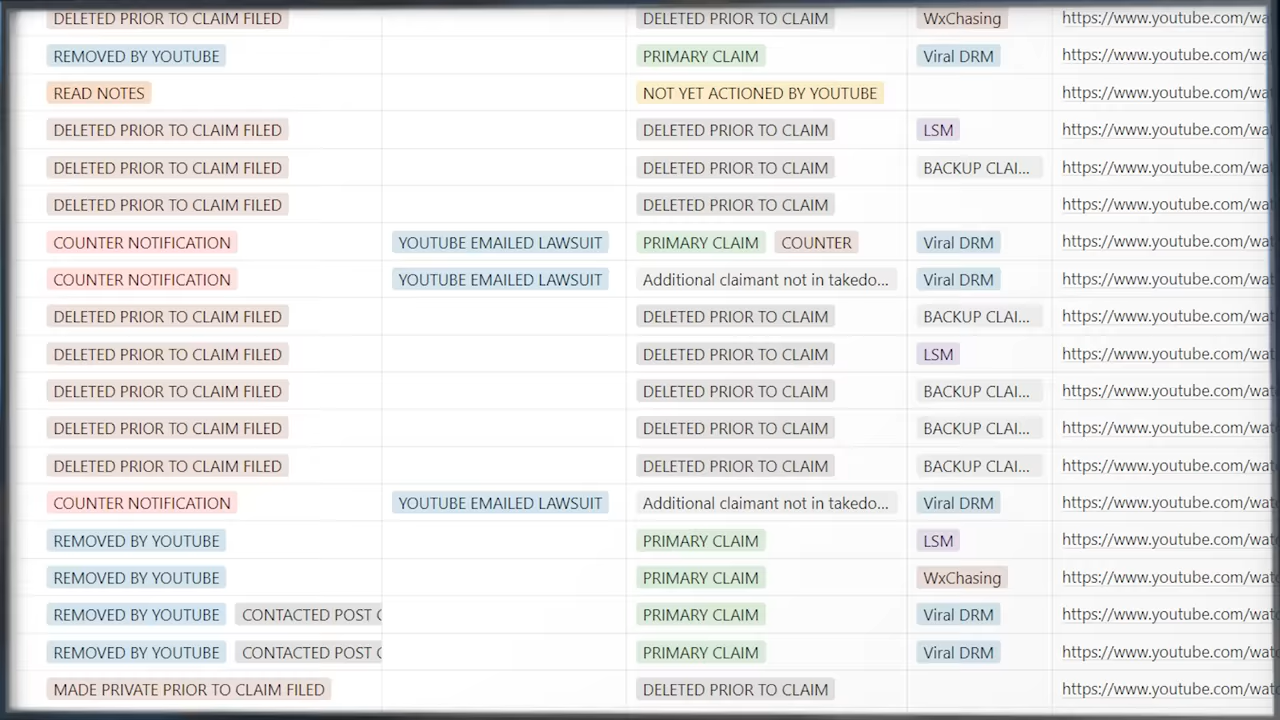 DELETED PRIOR TO CLAIM FILED DELETED PRIOR TO CLAIM WxChasing https://www.youtube.com/wa
REMOVED BY YOUTUBE PRIMARY CLAIM Viral DRM https://www.youtube.com/wat
READ NOTES NOT YET ACTIONED BY YOUTUBE https://www.youtube.com/wat
DELETED PRIOR TO CLAIM FILED DELETED PRIOR TO CLAIM LSM https://www.youtube.com/wat
DELETED PRIOR TO CLAIM FILED DELETED PRIOR TO CLAIM BACKUP CLAI... https://www.youtube.com/wat
DELETED PRIOR TO CLAIM FILED DELETED PRIOR TO CLAIM https://www.youtube.com/wat
COUNTER NOTIFICATION YOUTUBE EMAILED LAWSUIT PRIMARY CLAIM COUNTER Viral DRM https://www.youtube.com/wat
COUNTER NOTIFICATION YOUTUBE EMAILED LAWSUIT Additional claimant not in takedo... Viral DRM https://www.youtube.com/wat
DELETED PRIOR TO CLAIM FILED DELETED PRIOR TO CLAIM BACKUP CLAI... https://www.youtube.com/wat
DELETED PRIOR TO CLAIM FILED DELETED PRIOR TO CLAIM LSM https://www.youtube.com/wat
DELETED PRIOR TO CLAIM FILED DELETED PRIOR TO CLAIM BACKUP CLAI... https://www.youtube.com/wat
DELETED PRIOR TO CLAIM FILED DELETED PRIOR TO CLAIM BACKUP CLAI... https://www.youtube.com/wat
DELETED PRIOR TO CLAIM FILED DELETED PRIOR TO CLAIM BACKUP CLAI... https://www.youtube.com/wat
COUNTER NOTIFICATION YOUTUBE EMAILED LAWSUIT Additional claimant not in takedo... Viral DRM https://www.youtube.com/wat
REMOVED BY YOUTUBE PRIMARY CLAIM LSM https://www.youtube.com/wat
REMOVED BY YOUTUBE PRIMARY CLAIM WxChasing https://www.youtube.com/wat
REMOVED BY YOUTUBE CONTACTED POST C PRIMARY CLAIM Viral DRM https://www.youtube.com/wat
REMOVED BY YOUTUBE CONTACTED POST C PRIMARY CLAIM Viral DRM https://www.youtube.com/wat
MADE PRIVATE PRIOR TO CLAIM FILED DELETED PRIOR TO CLAIM https://www.youtube.com/wat